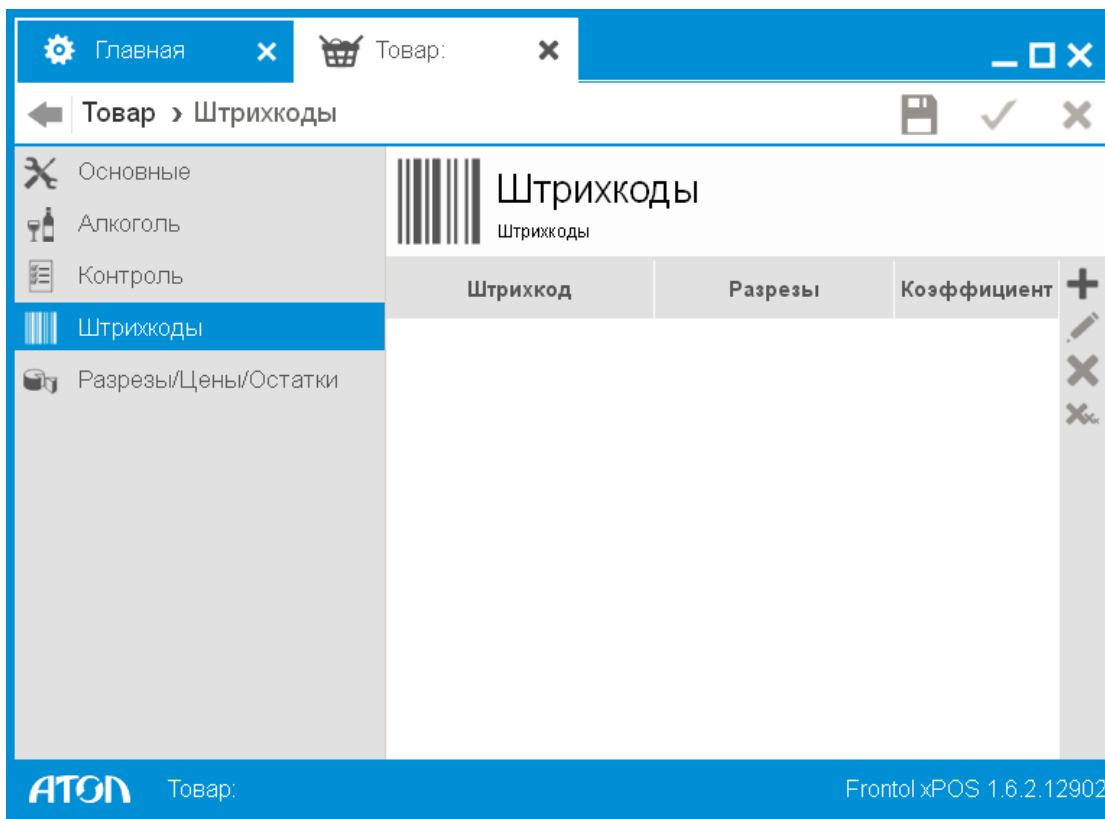 Главная
Товар:
Товар › Штрихкоды
Основные
Алкоголь
Контроль
Штрихкоды
Разрезы/Цены/Остатки
Штрихкоды
Штрихкоды
Штрихкод Разрезы Коэффициент
ATOL Товар: Frontol xPOS 1.6.2.12902